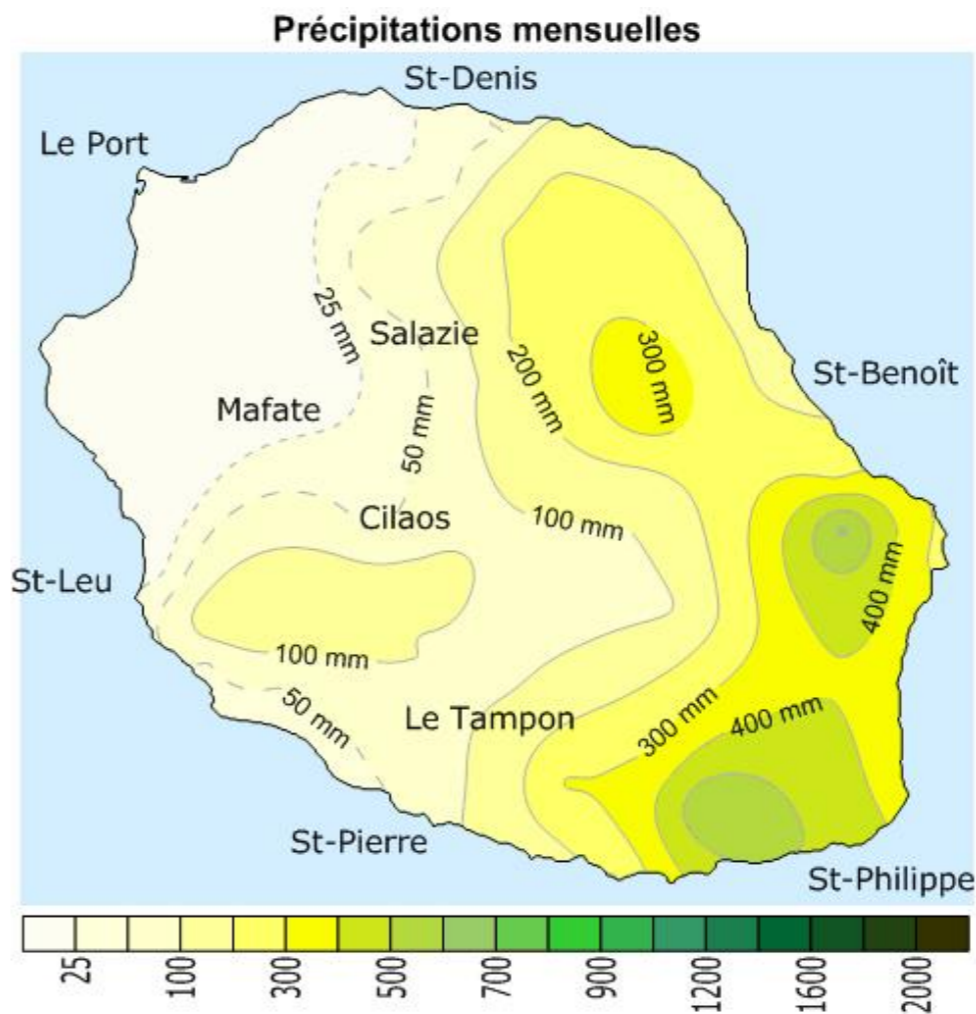 Précipitations mensuelles
St-Denis
Le Port
25 mm
Salazie
300 mm
200 mm
St-Benoît
Mafate
50 mm
Cilaos
100 mm
400 mm
St-Leu
100 mm
50 mm
Le Tampon
300 mm
400 mm
St-Pierre
St-Philippe
25
100
300
500
700
900
1200
1600
2000